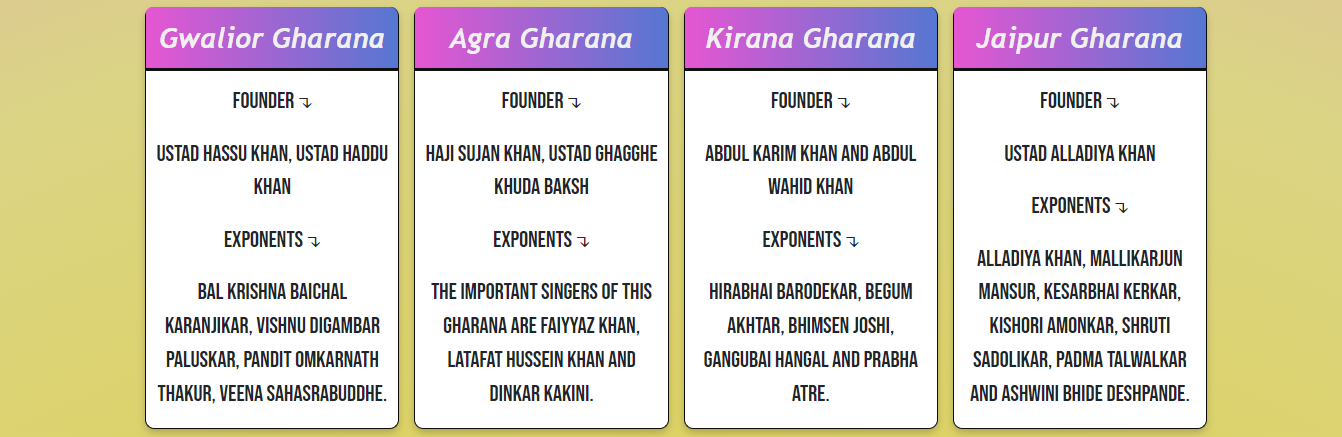 Gwalior Gharana
FOUNDER ↴
USTAD HASSU KHAN, USTAD HADDU
KHAN
EXPONENTS ↴
BAL KRISHNA BAICHAL
KARANJIKAR, VISHNU DIGAMBAR
PALUSKAR, PANDIT OMKARNATH
THAKUR, VEENA SAHASRABUDDHE.
Agra Gharana
FOUNDER ↴
HAJI SUJAN KHAN, USTAD GHAGGHE
KHUDA BAKSH
EXPONENTS ↴
THE IMPORTANT SINGERS OF THIS
GHARANA ARE FAIYYAZ KHAN,
LATAFAT HUSSEIN KHAN AND
DINKAR KAKINI.
Kirana Gharana
FOUNDER ↴
ABDUL KARIM KHAN AND ABDUL
WAHID KHAN
EXPONENTS ↴
HIRABHAI BARODEKAR, BEGUM
AKHTAR, BHIMSEN JOSHI,
GANGUBAI HANGAL AND PRABHA
ATRE.
Jaipur Gharana
FOUNDER ↴
USTAD ALLADIYA KHAN
EXPONENTS ↴
ALLADIYA KHAN, MALLIKARJUN
MANSUR, KESARBHAI KERKAR,
KISHORI AMONKAR, SHRUTI
SADOLIKAR, PADMA TALWALKAR
AND ASHWINI BHIDE DESHPANDE.